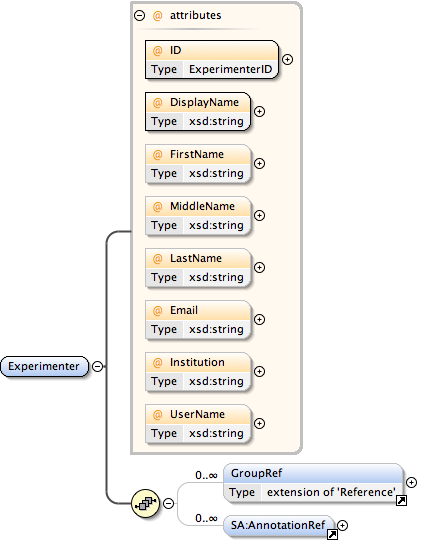 @ attributes
@ ID
Type ExperimenterID
@ DisplayName
Type xsd:string
@ FirstName
Type xsd:string
@ MiddleName
Type xsd:string
@ LastName
Type xsd:string
@ Email
Type xsd:string
@ Institution
Type xsd:string
@ UserName
Type xsd:string
Experimenter
0..∞
GroupRef
Type extension of 'Reference'
0..∞
SA:AnnotationRef